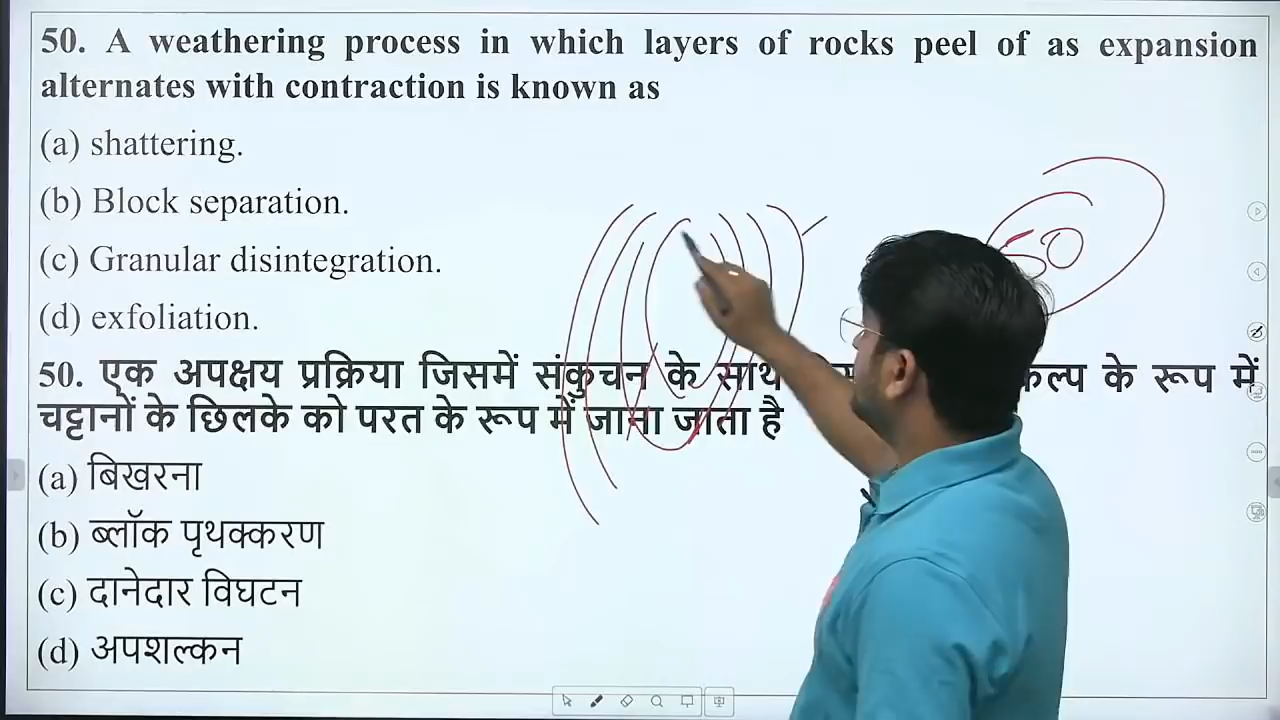 50. A weathering process in which layers of rocks peel of as expansion
alternates with contraction is known as
(a) shattering.
(b) Block separation.
(c) Granular disintegration.
(d) exfoliation.
50. एक अपक्षय प्रक्रिया जिसमें संकुचन के साथ के रूप में
चट्टानों के छिलके को परत के रूप में जाना जाता है
(a) बिखरना
(b) ब्लॉक पृथक्करण
(c) दानेदार विघटन
(d) अपशल्कन